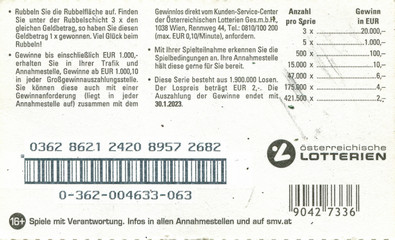 • Rubbeln Sie die Rubbelfläche auf. Finden
Sie unter der Rubbelschicht 3 x den
gleichen Geldbetrag, so haben Sie diesen
Geldbetrag 1 x gewonnen. Viel Glück beim
Rubbeln!
• Gewinne bis einschließlich EUR 1.000,-
erhalten Sie in Ihrer Trafik und
Annahmestelle, Gewinne ab EUR 1.000,10
in jeder Großgewinnauszahlungsstelle.
Sie können diese auch mit einer
Gewinnanforderung (liegt in jeder
Annahmestelle auf) zusammen mit dem
Gewinnlos direkt vom Kunden-Service-Center
der Österreichischen Lotterien Ges.m.b.H.,
1038 Wien, Rennweg 44, Tel.: 0810/100 200
(max. EUR 0,10/Minute), anfordern.
• Mit Ihrer Spielteilnahme erkennen Sie die
Spielbedingungen an. Ihre Annahmestelle
hält diese gerne für Sie bereit.
• Diese Serie besteht aus 1.900.000 Losen.
Der Lospreis beträgt EUR 2,-. Die
Auszahlung der Gewinne endet mit
30.1.2023.
Anzahl Gewinn
pro Serie in EUR
3 x 20.000,-
5 x 1.000,-
500 x 100,-
15.000 x 10,-
47.000 x 6,-
175.900 x 4,-
421.500 x 2,-
0362 8621 2420 8957 2682
0-362-004633-063
österreichische
LOTTERIEN
9042 7336
16+ Spiele mit Verantwortung. Infos in allen Annahmestellen und auf smv.at